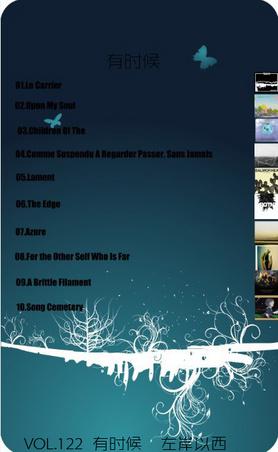 有时候
01.Le Carrier
02.Upon My Soul
03.Children Of The
04.Comme Suspendu A Regarder Passer, Sans Jamais
05.Lament
06.The Edge
07.Azure
08.For the Other Self Who Is Far
09.A Brittle Filament
10.Song Cemetery
VOL.122 有时候 左岸以西